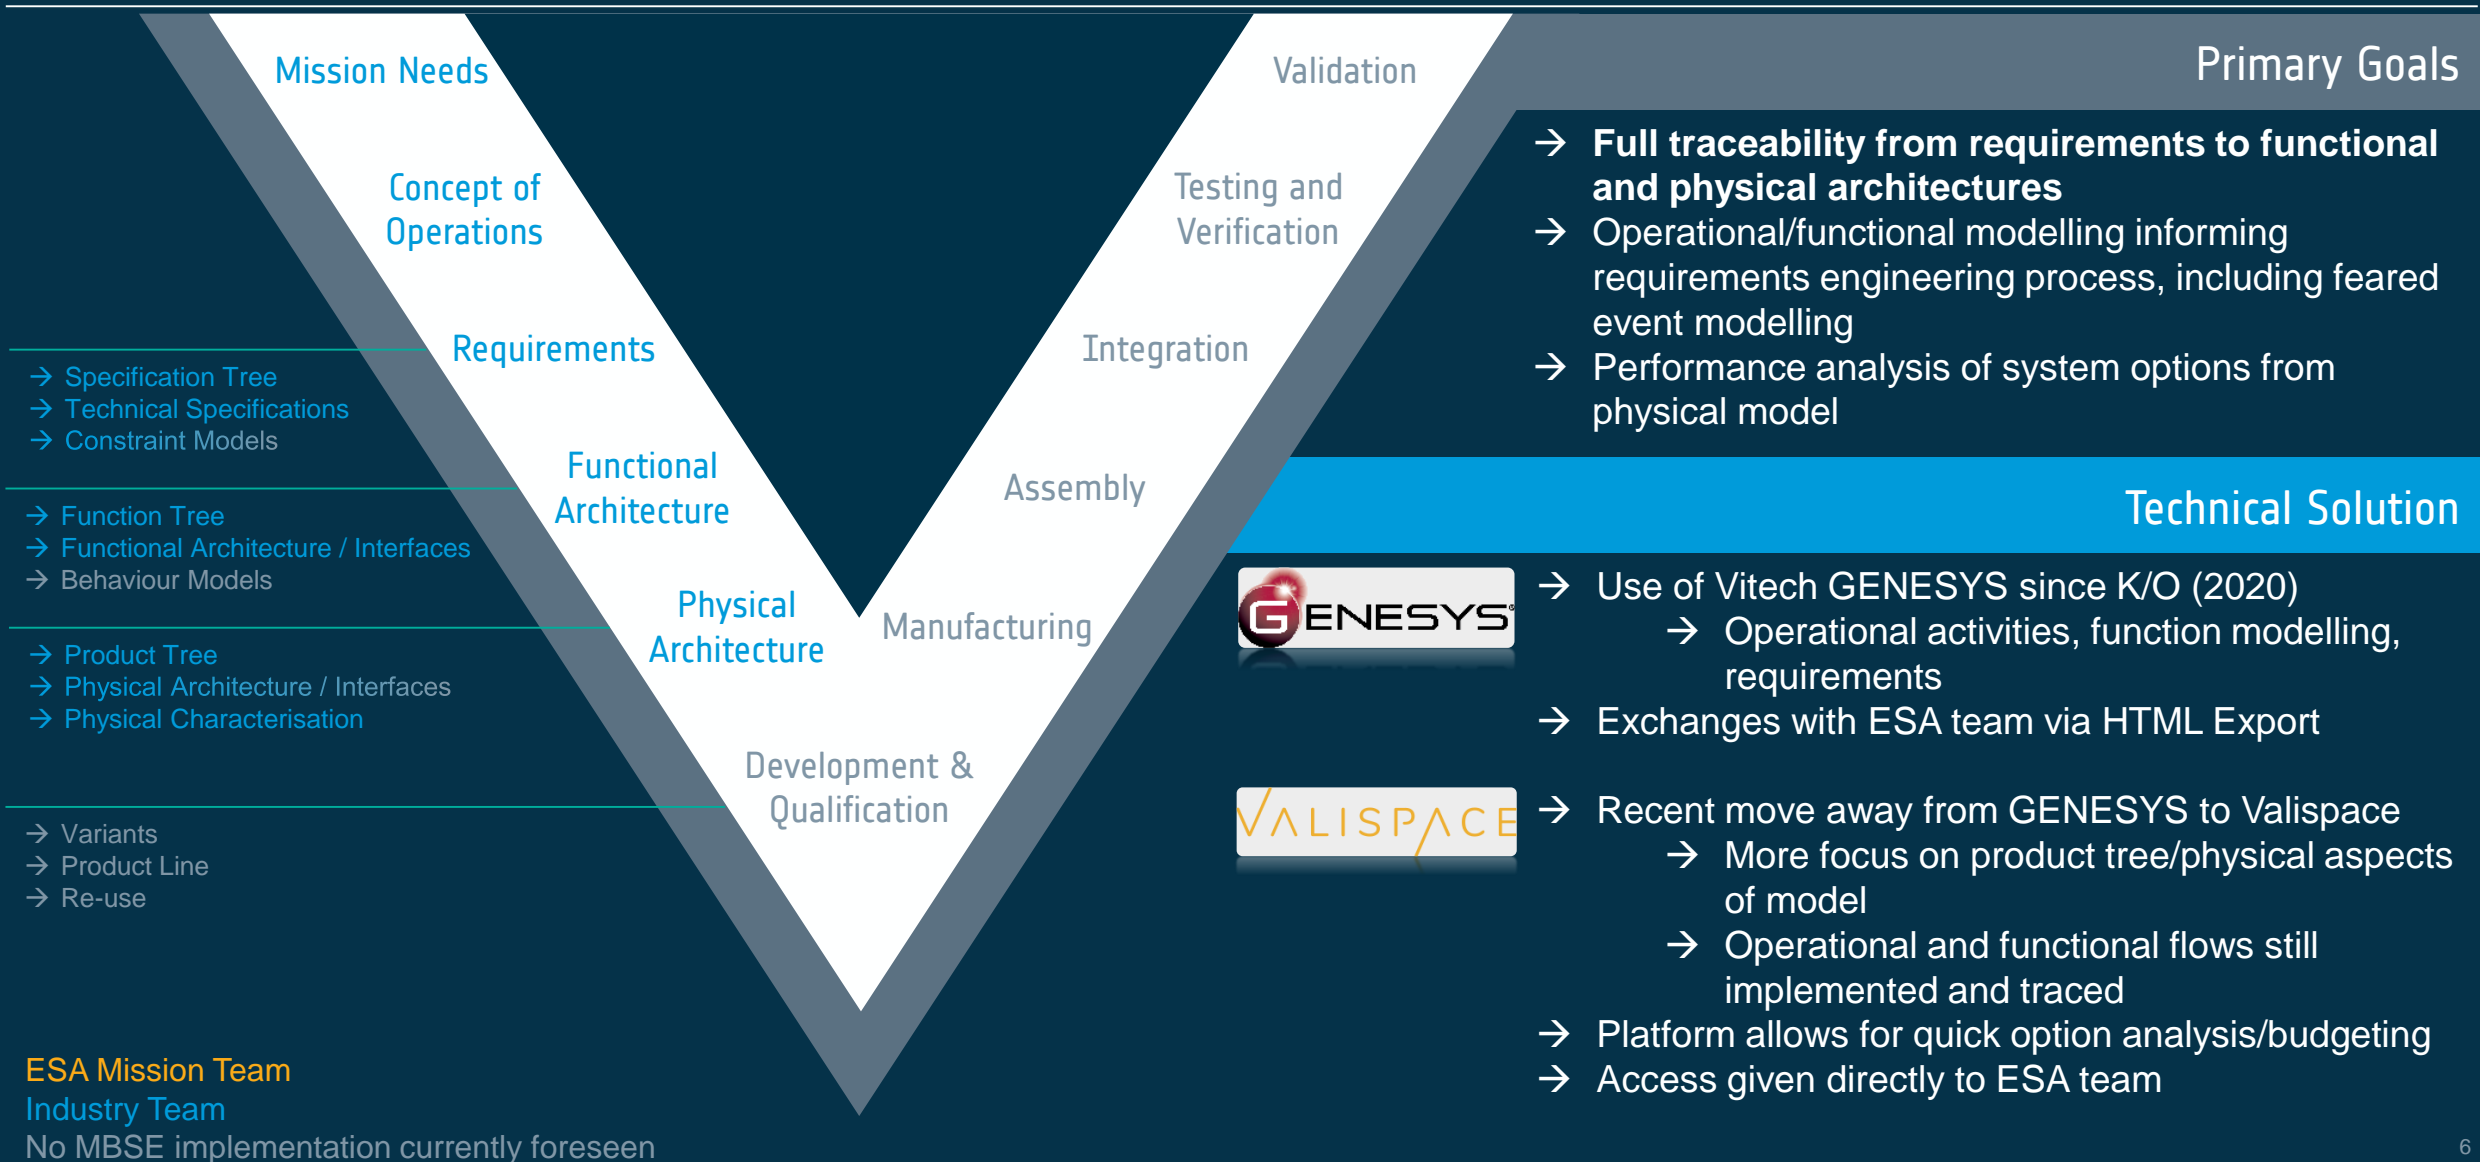 Mission Needs
Concept of
Operations
Requirements
Functional
Architecture
Physical
Architecture
Development &
Qualification
Manufacturing
Assembly
Integration
Testing and
Verification
Validation
→ Specification Tree
→ Technical Specifications
→ Constraint Models
→ Function Tree
→ Functional Architecture / Interfaces
→ Behaviour Models
→ Product Tree
→ Physical Architecture / Interfaces
→ Physical Characterisation
→ Variants
→ Product Line
→ Re-use
ESA Mission Team
Industry Team
No MBSE implementation currently foreseen
Primary Goals
→ Full traceability from requirements to functional
and physical architectures
→ Operational/functional modelling informing
requirements engineering process, including feared
event modelling
→ Performance analysis of system options from
physical model
Technical Solution
GENESYS®
→ Use of Vitech GENESYS since K/O (2020)
→ Operational activities, function modelling,
requirements
→ Exchanges with ESA team via HTML Export
VALISPACE
→ Recent move away from GENESYS to Valispace
→ More focus on product tree/physical aspects
of model
→ Operational and functional flows still
implemented and traced
→ Platform allows for quick option analysis/budgeting
→ Access given directly to ESA team
6